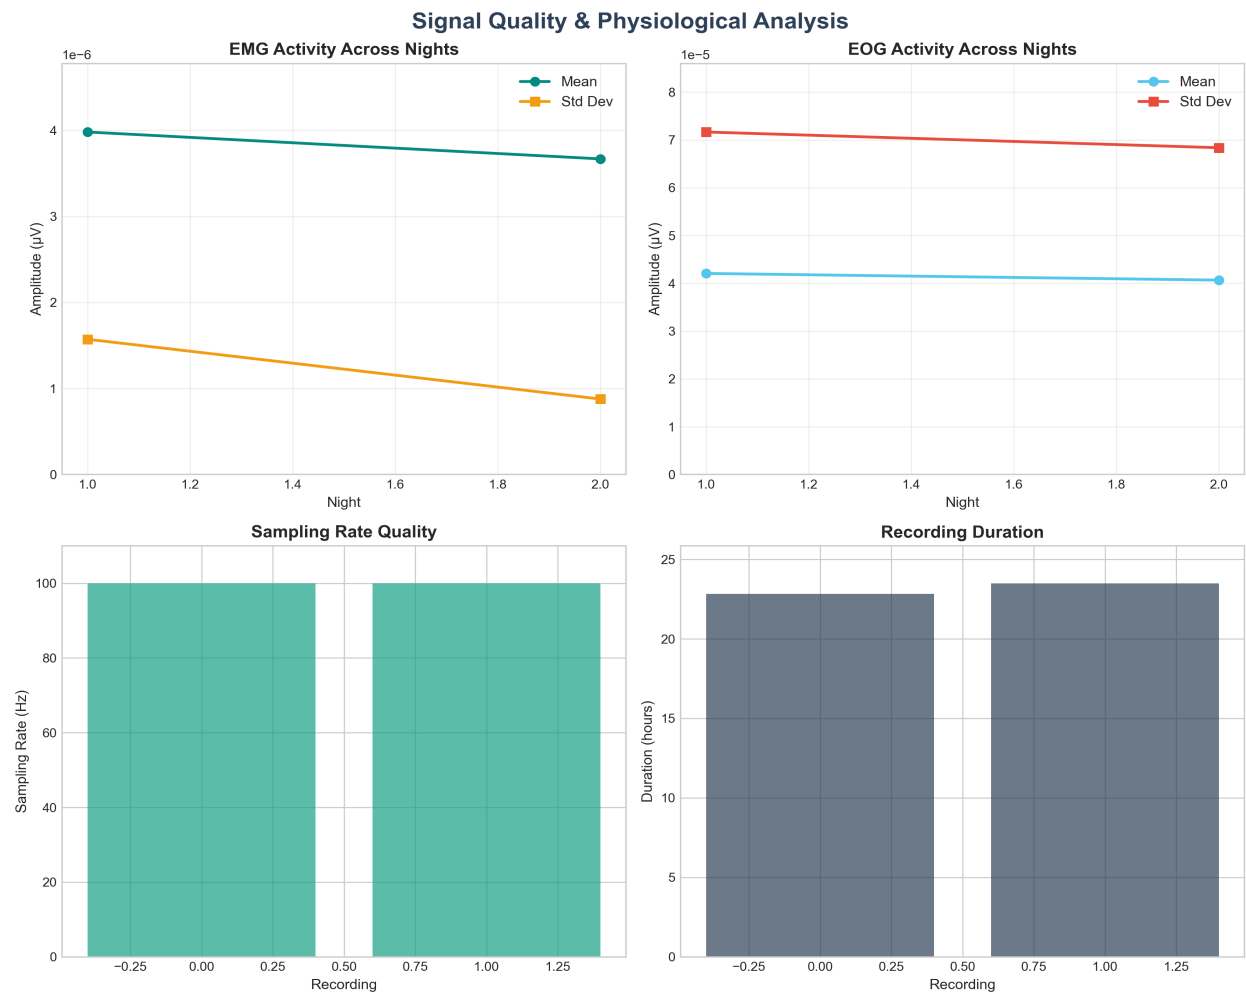 Signal Quality & Physiological Analysis
EMG Activity Across Nights
1e−6
Mean
Std Dev
4
3
2
1
0
Amplitude (μV)
1.0 1.2 1.4 1.6 1.8 2.0
Night
EOG Activity Across Nights
1e−5
Mean
Std Dev
8
7
6
5
4
3
2
1
0
Amplitude (μV)
1.0 1.2 1.4 1.6 1.8 2.0
Night
Sampling Rate Quality
100
80
60
40
20
0
Sampling Rate (Hz)
−0.25 0.00 0.25 0.50 0.75 1.00 1.25
Recording
Recording Duration
25
20
15
10
5
0
Duration (hours)
−0.25 0.00 0.25 0.50 0.75 1.00 1.25
Recording